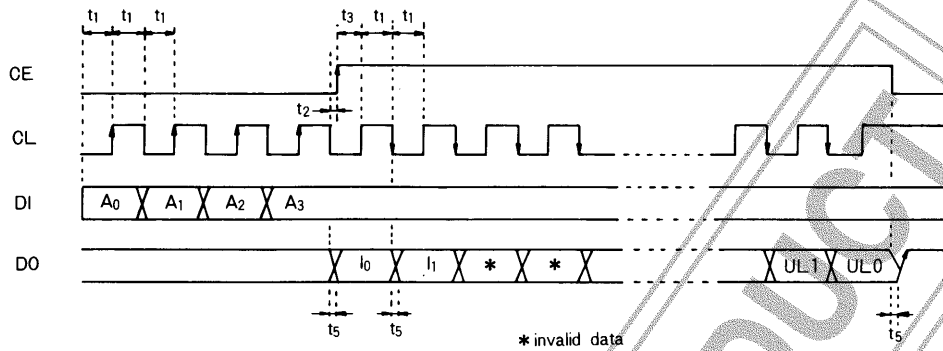 t1 t1 t1 t3 t1 t1
CE
t2
CL
DI A0 A1 A2 A3
DO I0 I1 * * UL1 UL0
t5 t5 t5
* invalid data